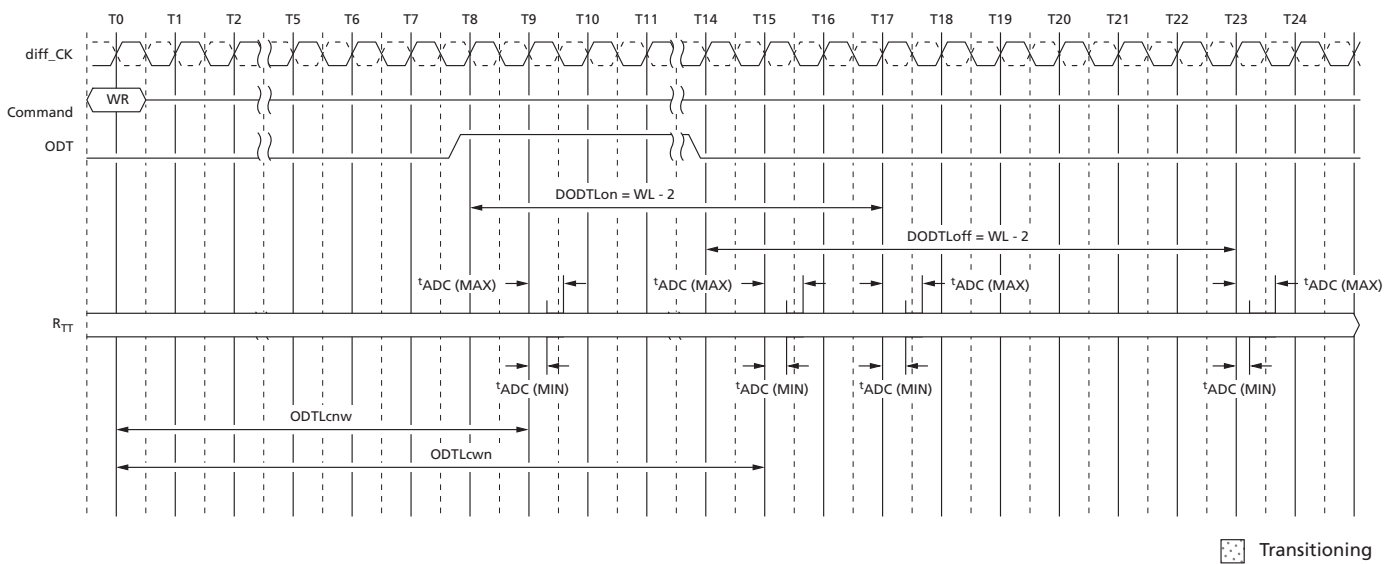 T0 T1 T2 T5 T6 T7 T8 T9 T10 T11 T14 T15 T16 T17 T18 T19 T20 T21 T22 T23 T24
diff_CK
WR
Command
ODT
DODTLon = WL - 2
DODTLoff = WL - 2
tADC (MAX) tADC (MAX) tADC (MAX) tADC (MAX)
RTT
tADC (MIN) tADC (MIN) tADC (MIN) tADC (MIN)
ODTLcnw
ODTLcwn
Transitioning